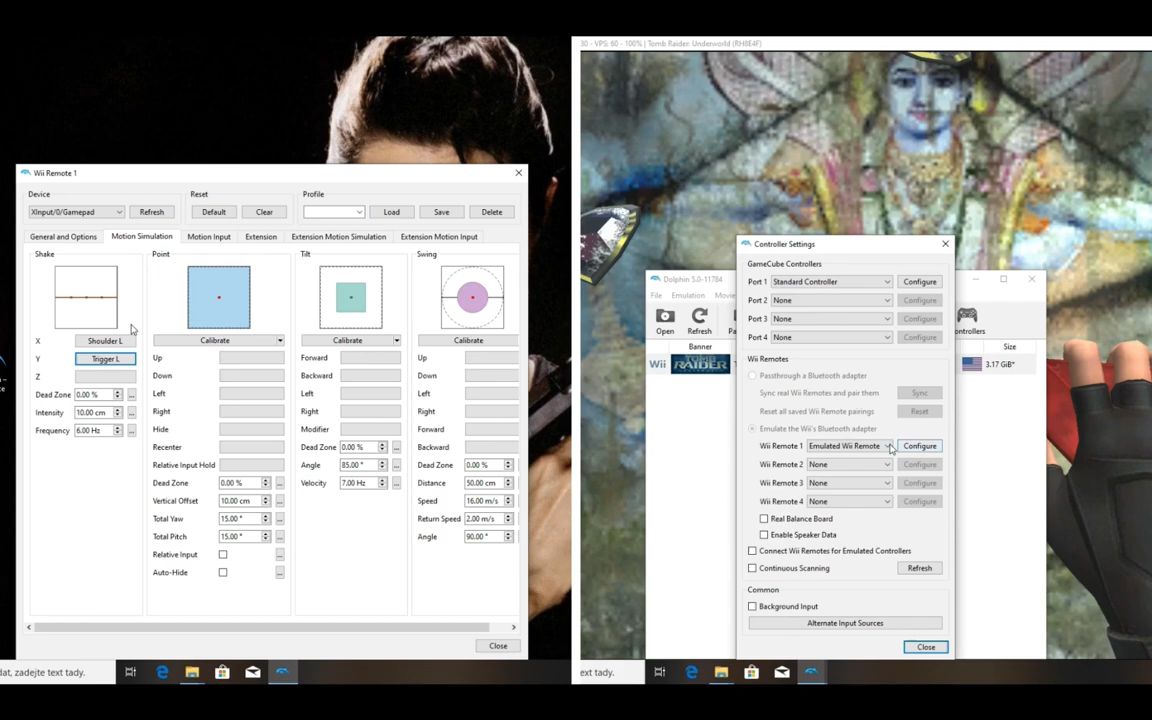 Wii Remote 1
Device
Reset
Profile
XInput/0/Gamepad
Refresh
Default
Clear
Load
Save
Delete
General and Options
Motion Simulation
Motion Input
Extension
Extension Motion Simulation
Extension Motion Input
Shake
X Shoulder L
Y Trigger L
Z
Dead Zone 0.00 % ...
Intensity 10.00 cm ...
Frequency 6.00 Hz ...
Point
Calibrate
Up
Down
Left
Right
Hide
Recenter
Relative Input Hold
Dead Zone 0.00 % ...
Vertical Offset 10.00 cm ...
Total Yaw 15.00 ° ...
Total Pitch 15.00 ° ...
Relative Input ...
Auto-Hide ...
Tilt
Calibrate
Forward
Backward
Left
Right
Modifier
Dead Zone 0.00 % ...
Angle 85.00 ° ...
Velocity 7.00 Hz ...
Swing
Calibrate
Up
Down
Left
Right
Forward
Backward
Dead Zone 0.00 %
Distance 50.00 cm
Speed 16.00 m/s
Return Speed 2.00 m/s
Angle 90.00 °
Close
dat, zadejte text tady.
30 - VPS: 60 - 100% | Tomb Raider: Underworld (RH8E4F)
Dolphin 5.0-11784
File Emulation Movie
Open
Refresh
Banner
Wii
TOMB RAIDER
Size
3.17 GiB*
Controller Settings
GameCube Controllers
Port 1 Standard Controller Configure
Port 2 None Configure
Port 3 None Configure
Port 4 None Configure
Wii Remotes
Passthrough a Bluetooth adapter
Sync real Wii Remotes and pair them Sync
Reset all saved Wii Remote pairings Reset
Emulate the Wii's Bluetooth adapter
Wii Remote 1 Emulated Wii Remote Configure
Wii Remote 2 None Configure
Wii Remote 3 None Configure
Wii Remote 4 None Configure
Real Balance Board
Enable Speaker Data
Connect Wii Remotes for Emulated Controllers
Continuous Scanning
Refresh
Common
Background Input
Alternate Input Sources
Close
ext tady.